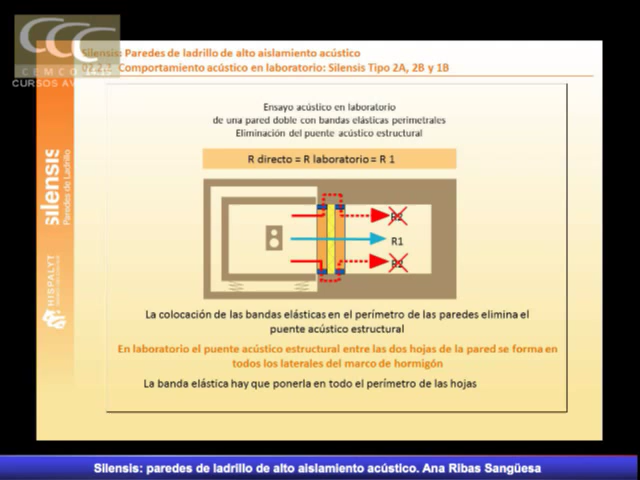 CCC
CEMCO
CURSOS AV
Silensis: Paredes de ladrillo de alto aislamiento acústico
Comportamiento acústico en laboratorio: Silensis Tipo 2A, 2B y 1B
Ensayo acústico en laboratorio
de una pared doble con bandas elásticas perimetrales
Eliminación del puente acústico estructural
R directo = R laboratorio = R 1
R2
R1
R2
silensis
Paredes de Ladrillo
HISPALYT
La colocación de las bandas elásticas en el perímetro de las paredes elimina el
puente acústico estructural
En laboratorio el puente acústico estructural entre las dos hojas de la pared se forma en
todos los laterales del marco de hormigón
La banda elástica hay que ponerla en todo el perímetro de las hojas
Silensis: paredes de ladrillo de alto aislamiento acústico. Ana Ribas Sangüesa